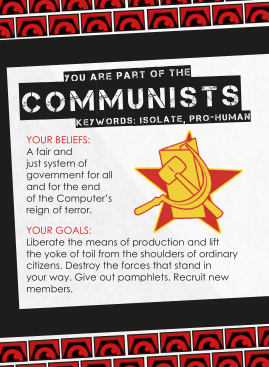 YOU ARE PART OF THE
COMMUNISTS
KEYWORDS: ISOLATE, PRO-HUMAN
YOUR BELIEFS:
A fair and
just system of
government for all
and for the end
of the Computer's
reign of terror.
YOUR GOALS:
Liberate the means of production and lift
the yoke of toil from the shoulders of ordinary
citizens. Destroy the forces that stand in
your way. Give out pamphlets. Recruit new
members.